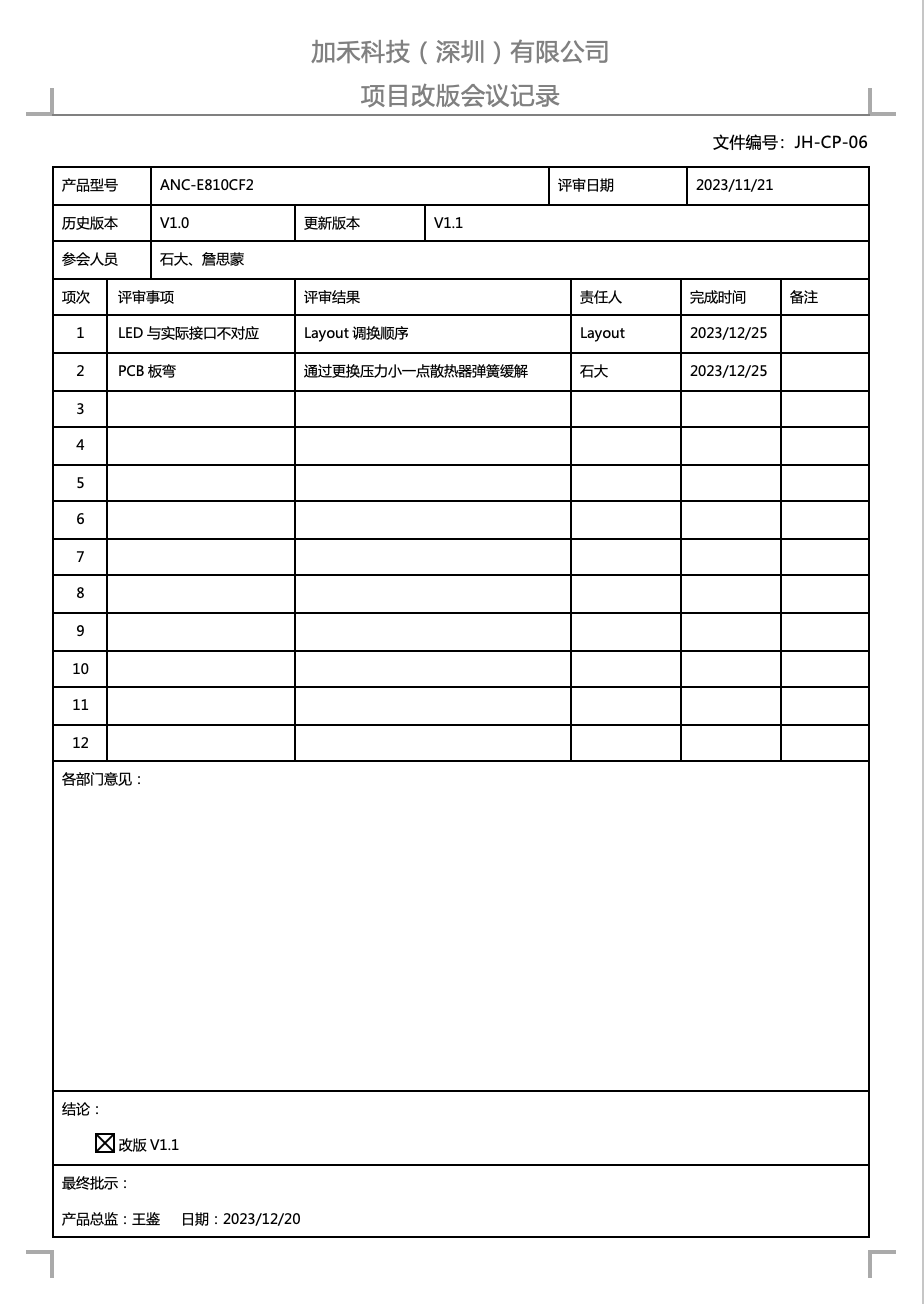 加禾科技（深圳）有限公司
项目改版会议记录
文件编号：JH-CP-06
产品型号 ANC-E810CF2 评审日期 2023/11/21
历史版本 V1.0 更新版本 V1.1
参会人员 石大、詹思蒙
项次 评审事项 评审结果 责任人 完成时间 备注
1 LED 与实际接口不对应 Layout 调换顺序 Layout 2023/12/25
2 PCB 板弯 通过更换压力小一点散热器弹簧缓解 石大 2023/12/25
3
4
5
6
7
8
9
10
11
12
各部门意见：
结论：
☒改版 V1.1
最终批示：
产品总监：王鉴 日期：2023/12/20